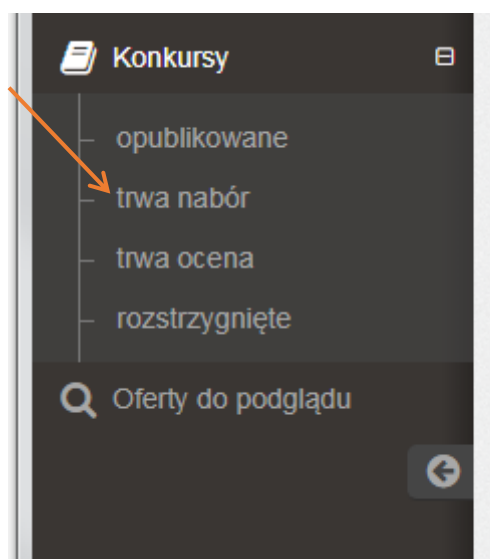 Konkursy
opublikowane
trwa nabór
trwa ocena
rozstrzygnięte
Oferty do podglądu